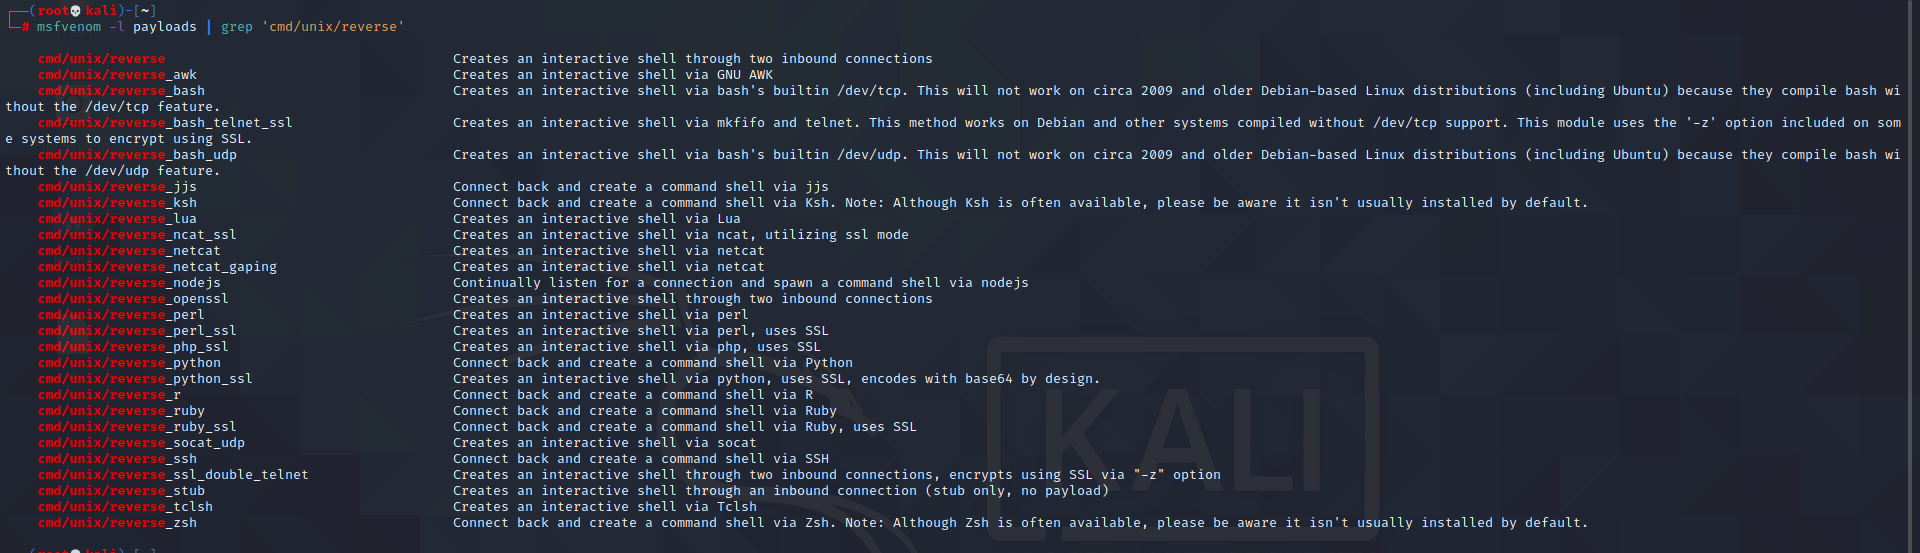 ┌──(root💀kali)-[~]
└─# msfvenom -l payloads | grep 'cmd/unix/reverse'
cmd/unix/reverse Creates an interactive shell through two inbound connections
cmd/unix/reverse_awk Creates an interactive shell via GNU AWK
cmd/unix/reverse_bash Creates an interactive shell via bash's builtin /dev/tcp. This will not work on circa 2009 and older Debian-based Linux distributions (including Ubuntu) because they compile bash wi
thout the /dev/tcp feature.
cmd/unix/reverse_bash_telnet_ssl Creates an interactive shell via mkfifo and telnet. This method works on Debian and other systems compiled without /dev/tcp support. This module uses the '-z' option included on som
e systems to encrypt using SSL.
cmd/unix/reverse_bash_udp Creates an interactive shell via bash's builtin /dev/udp. This will not work on circa 2009 and older Debian-based Linux distributions (including Ubuntu) because they compile bash wi
thout the /dev/udp feature.
cmd/unix/reverse_jjs Connect back and create a command shell via jjs
cmd/unix/reverse_ksh Connect back and create a command shell via Ksh. Note: Although Ksh is often available, please be aware it isn't usually installed by default.
cmd/unix/reverse_lua Creates an interactive shell via Lua
cmd/unix/reverse_ncat_ssl Creates an interactive shell via ncat, utilizing ssl mode
cmd/unix/reverse_netcat Creates an interactive shell via netcat
cmd/unix/reverse_netcat_gaping Creates an interactive shell via netcat
cmd/unix/reverse_nodejs Continually listen for a connection and spawn a command shell via nodejs
cmd/unix/reverse_openssl Creates an interactive shell through two inbound connections
cmd/unix/reverse_perl Creates an interactive shell via perl
cmd/unix/reverse_perl_ssl Creates an interactive shell via perl, uses SSL
cmd/unix/reverse_php_ssl Creates an interactive shell via php, uses SSL
cmd/unix/reverse_python Connect back and create a command shell via Python
cmd/unix/reverse_python_ssl Creates an interactive shell via python, uses SSL, encodes with base64 by design.
cmd/unix/reverse_r Connect back and create a command shell via R
cmd/unix/reverse_ruby Connect back and create a command shell via Ruby
cmd/unix/reverse_ruby_ssl Connect back and create a command shell via Ruby, uses SSL
cmd/unix/reverse_socat_udp Creates an interactive shell via socat
cmd/unix/reverse_ssh Connect back and create a command shell via SSH
cmd/unix/reverse_ssl_double_telnet Creates an interactive shell through two inbound connections, encrypts using SSL via "-z" option
cmd/unix/reverse_stub Creates an interactive shell through an inbound connection (stub only, no payload)
cmd/unix/reverse_tclsh Creates an interactive shell via Tclsh
cmd/unix/reverse_zsh Connect back and create a command shell via Zsh. Note: Although Zsh is often available, please be aware it isn't usually installed by default.
KALI
┌──(root💀kali)-[~]